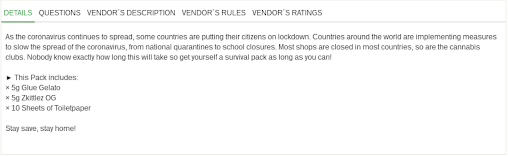 DETAILS QUESTIONS VENDOR`S DESCRIPTION VENDOR`S RULES VENDOR`S RATINGS
As the coronavirus continues to spread, some countries are putting their citizens on lockdown. Countries around the world are implementing measures
to slow the spread of the coronavirus, from national quarantines to school closures. Most shops are closed in most countries, so are the cannabis
clubs. Nobody know exactly how long this will take so get yourself a survival pack as long as you can!
► This Pack includes:
× 5g Glue Gelato
× 5g Zkittlez OG
× 10 Sheets of Toiletpaper
Stay save, stay home!